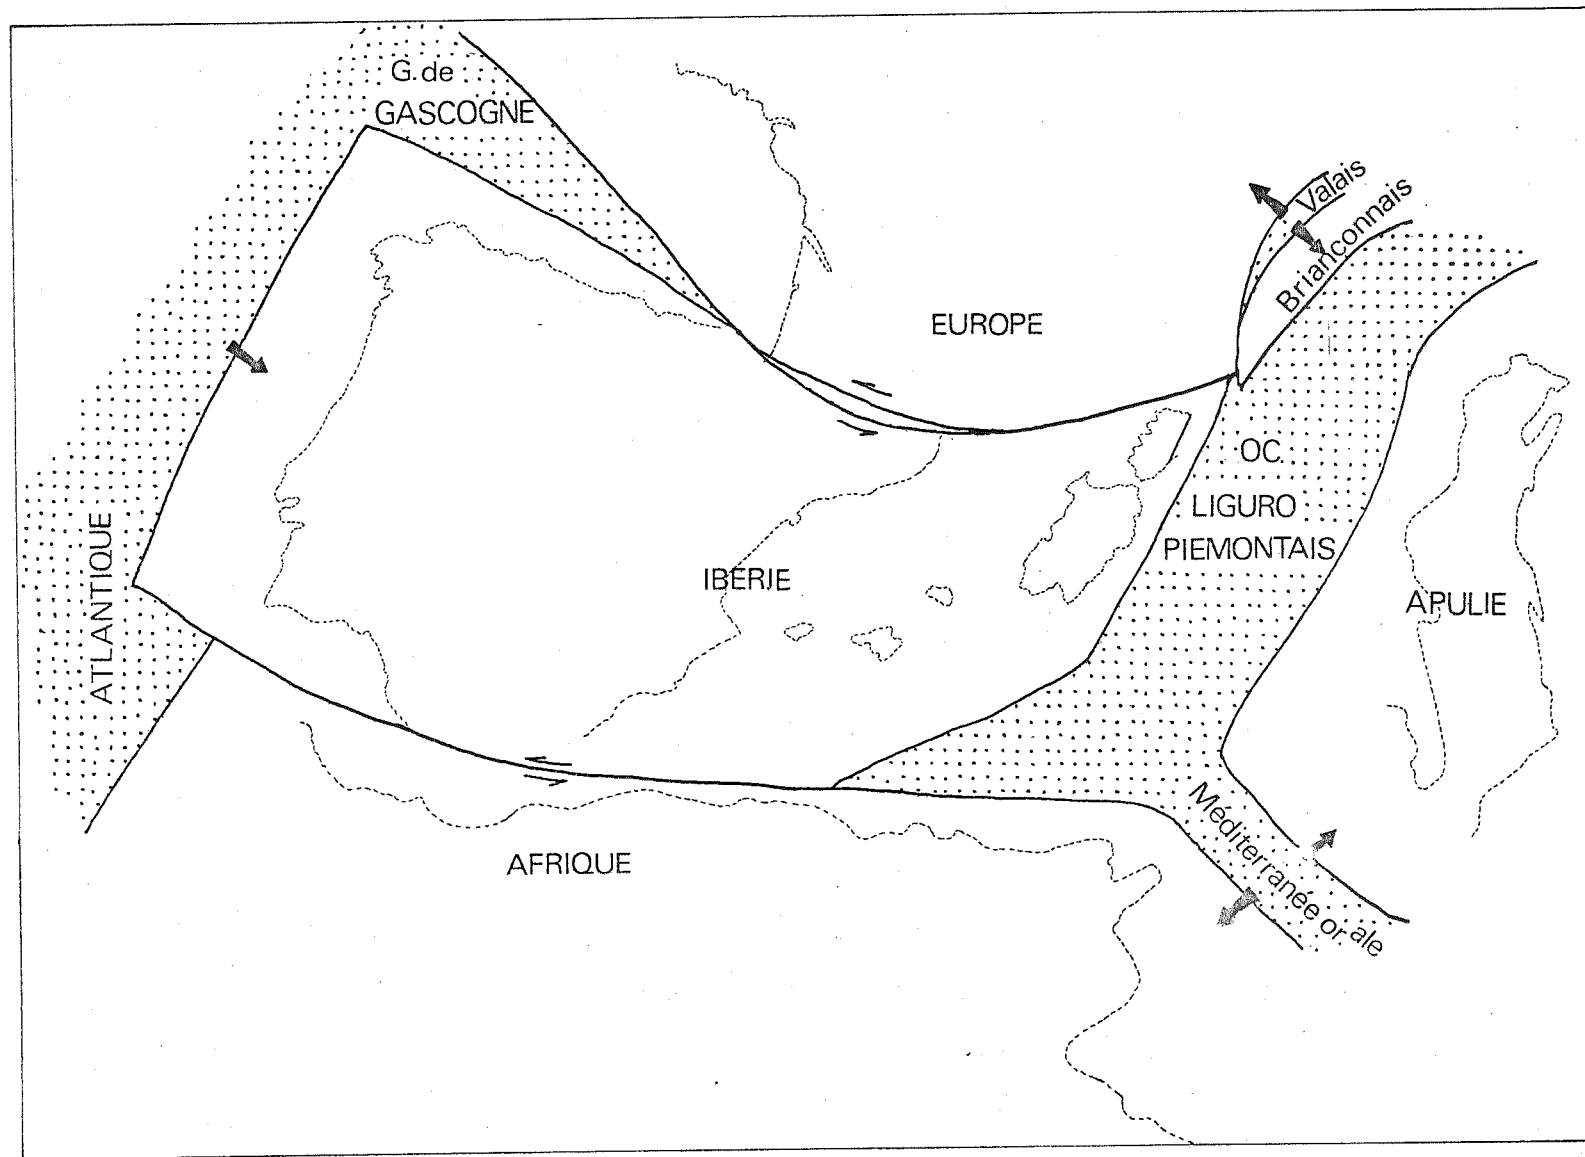 G. de
GASCOGNE
Valais
Brianconnais
EUROPE
OC.
LIGURO
PIEMONTAIS
IBERIE
APULIE
ATLANTIQUE
Méditerranée or.ale
AFRIQUE